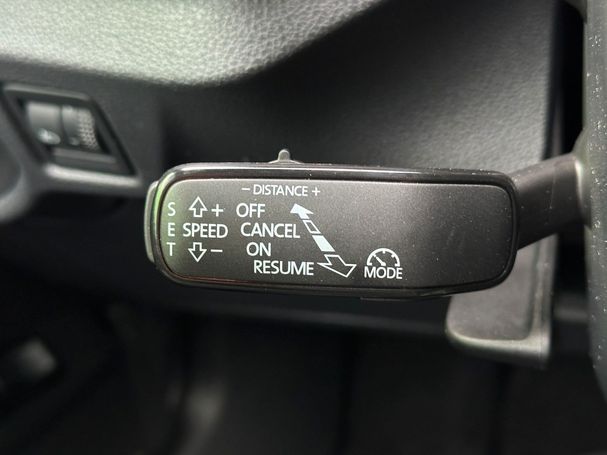 - DISTANCE +
S + OFF
E SPEED CANCEL
T - ON
RESUME
MODE